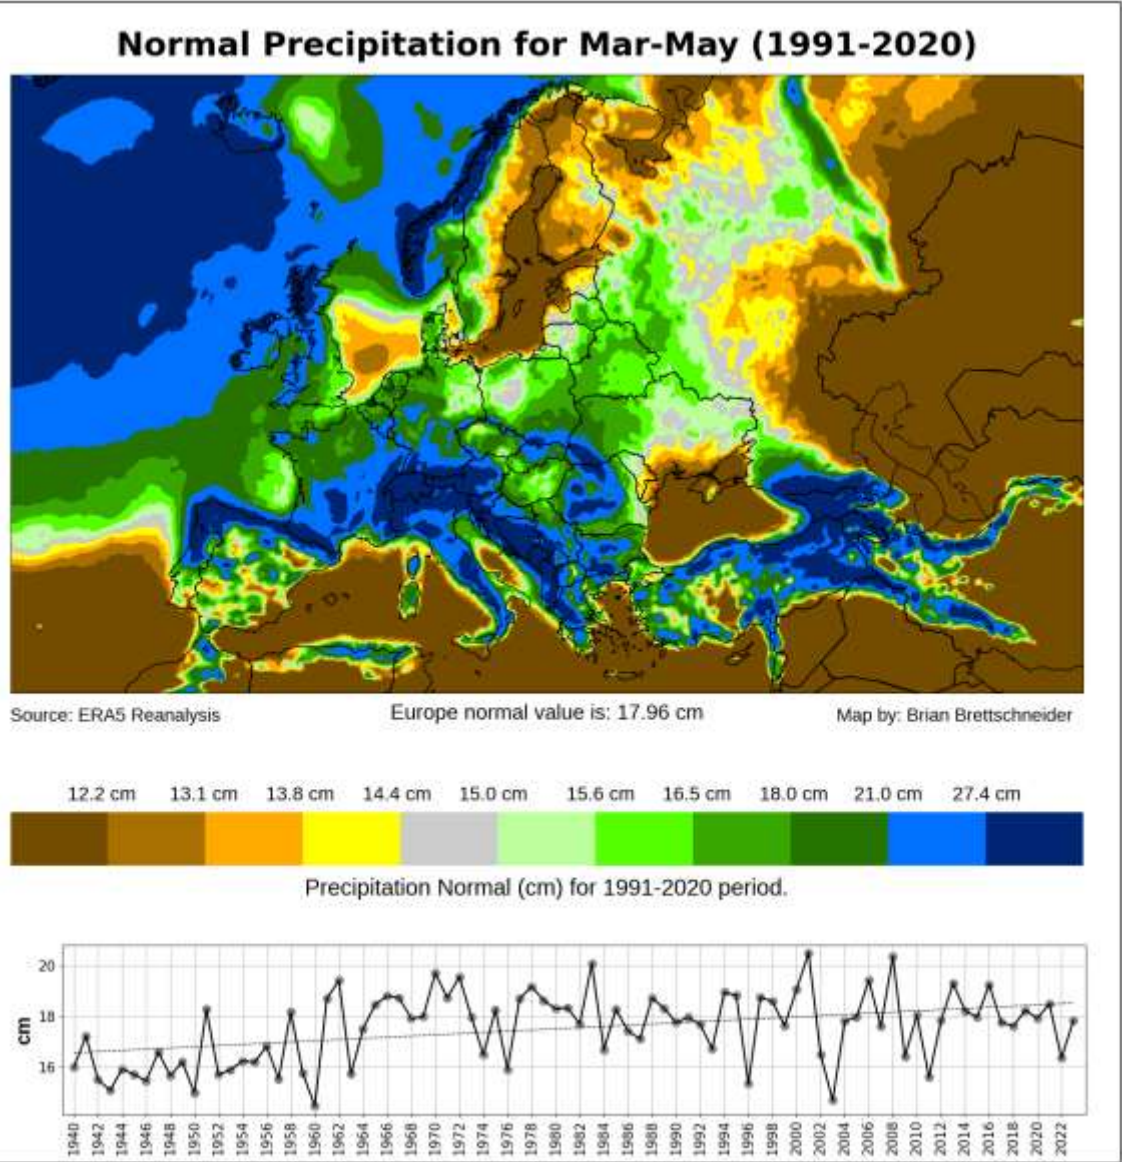 Normal Precipitation for Mar-May (1991-2020)
Source: ERA5 Reanalysis Europe normal value is: 17.96 cm Map by: Brian Brettschneider
12.2 cm 13.1 cm 13.8 cm 14.4 cm 15.0 cm 15.6 cm 16.5 cm 18.0 cm 21.0 cm 27.4 cm
Precipitation Normal (cm) for 1991-2020 period.
20
18
16
cm
1940 1942 1944 1946 1948 1950 1952 1954 1956 1958 1960 1962 1964 1966 1968 1970 1972 1974 1976 1978 1980 1982 1984 1986 1988 1990 1992 1994 1996 1998 2000 2002 2004 2006 2008 2010 2012 2014 2016 2018 2020 2022